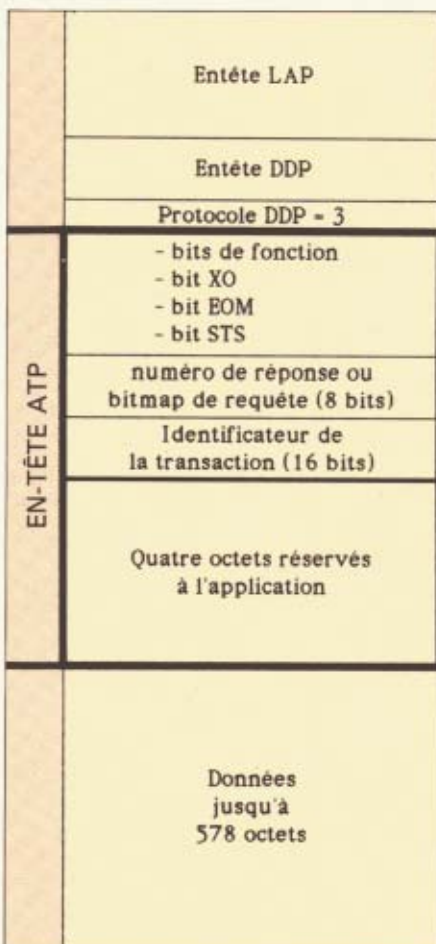 Entête LAP
Entête DDP
Protocole DDP = 3
EN-TÊTE ATP
- bits de fonction
- bit XO
- bit EOM
- bit STS
numéro de réponse ou
bitmap de requête (8 bits)
Identificateur de
la transaction (16 bits)
Quatre octets réservés
à l'application
Données
jusqu'à
578 octets